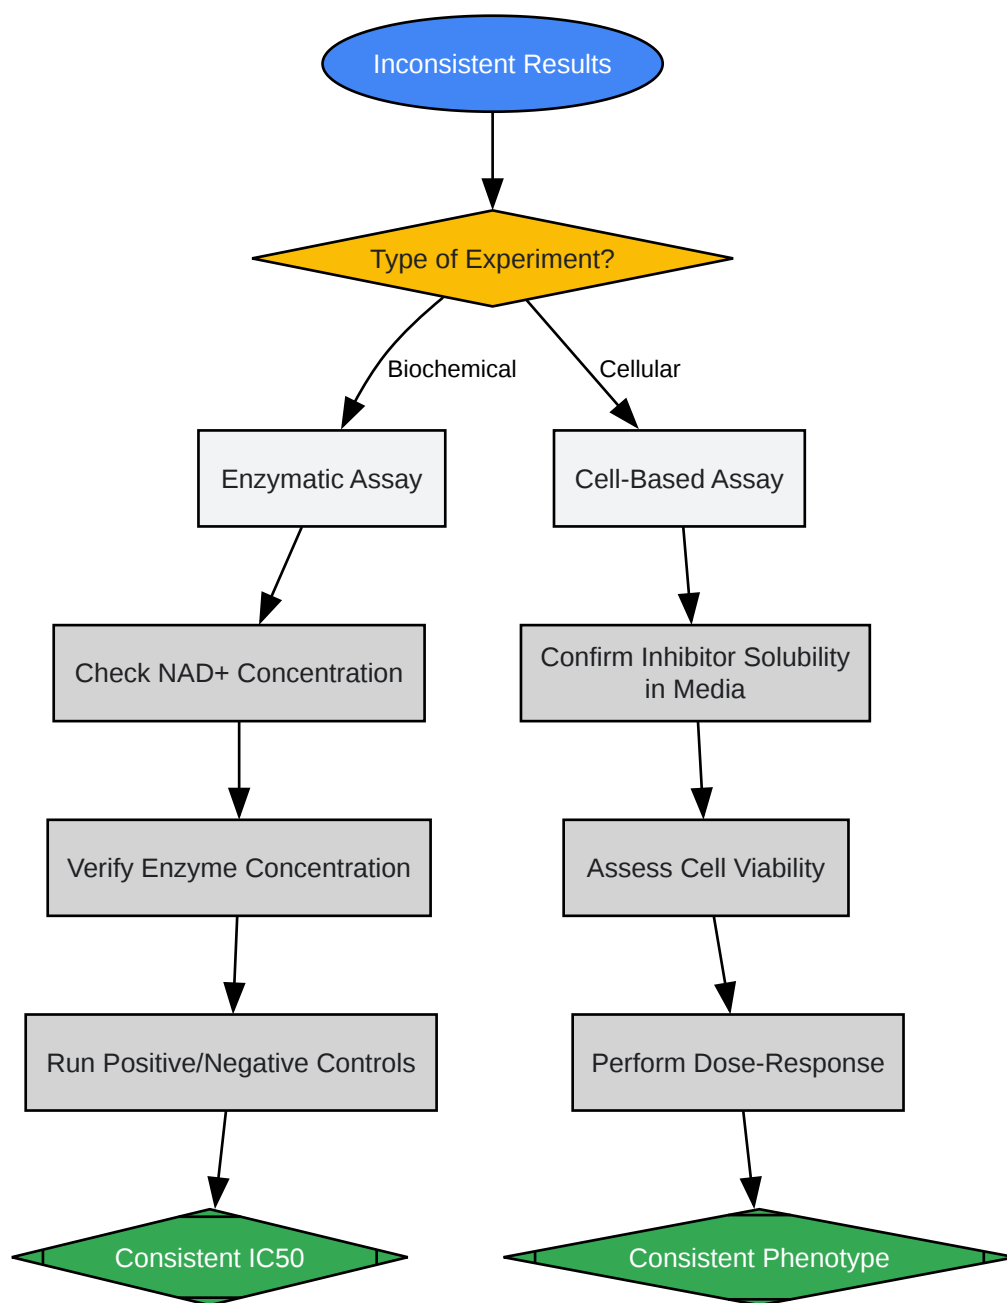 Inconsistent Results
Type of Experiment?
Biochemical
Cellular
Enzymatic Assay
Cell-Based Assay
Check NAD+ Concentration
Confirm Inhibitor Solubility
in Media
Verify Enzyme Concentration
Assess Cell Viability
Run Positive/Negative Controls
Perform Dose-Response
Consistent IC50
Consistent Phenotype